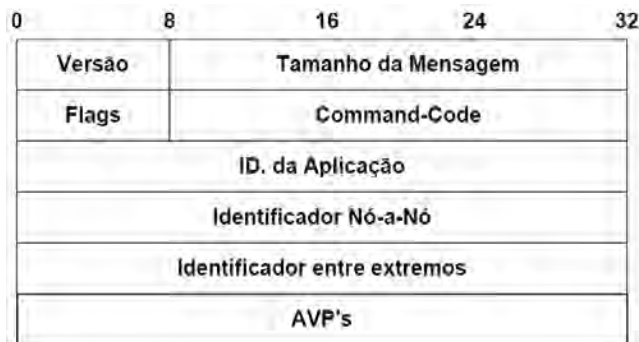 0 8 16 24 32
Versão Tamanho da Mensagem
Flags Command-Code
ID. da Aplicação
Identificador Nó-a-Nó
Identificador entre extremos
AVP's